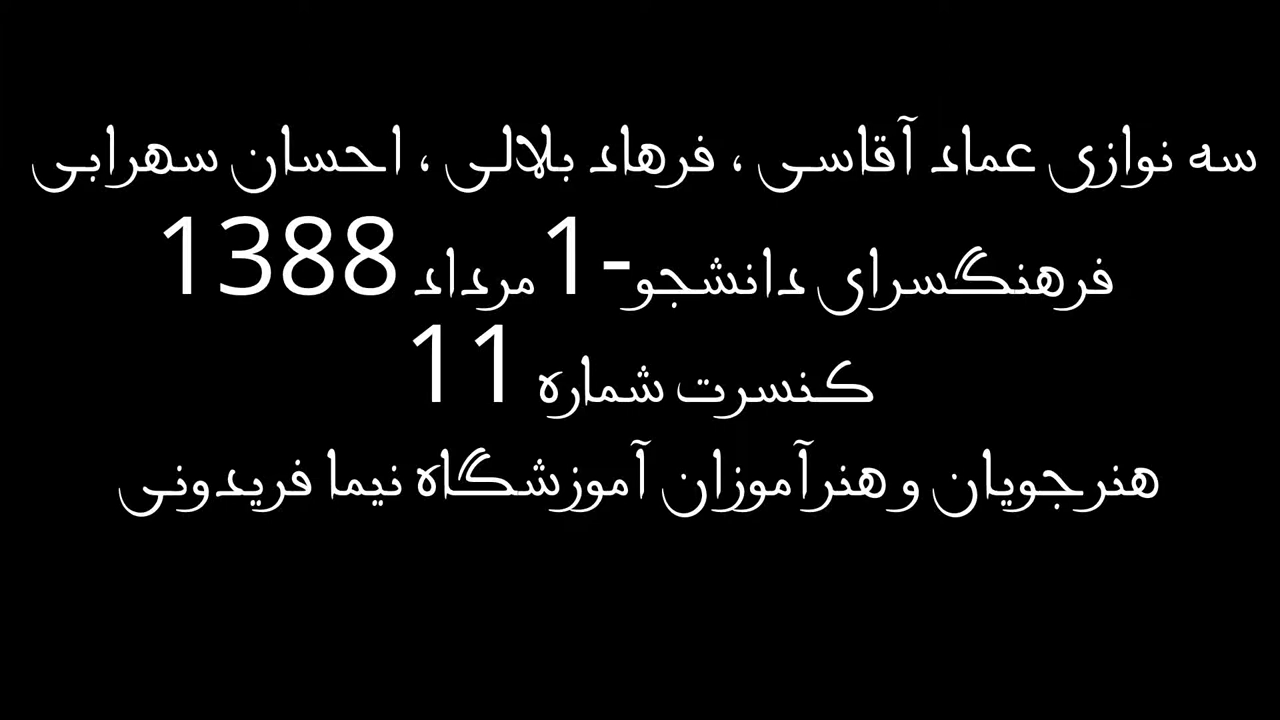 سه نوازی عماد آقاسی ، فرهاد بلالی ، احسان سهرابی
فرهنگسرای دانشجو-1 مرداد 1388
کنسرت شماره 11
هنرجویان و هنرآموزان آموزشگاه نیما فریدونی